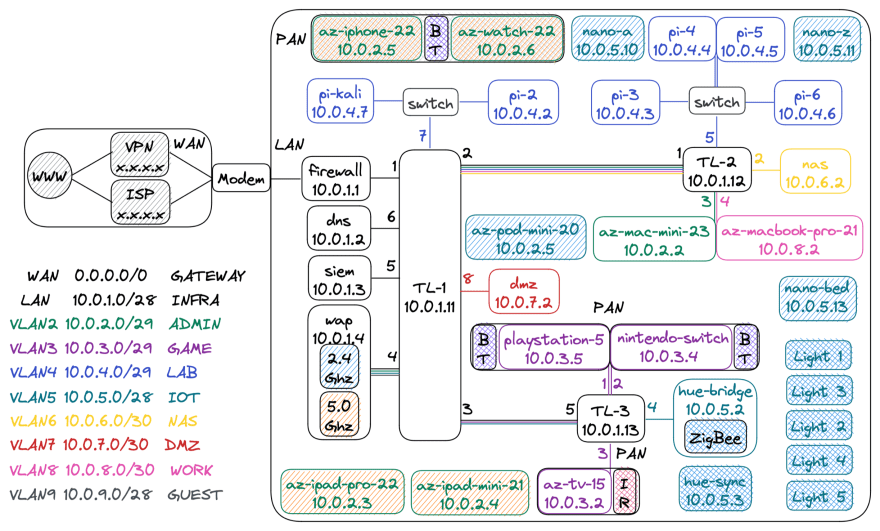 PAN
az-iphone-22
10.0.2.5
B
T
az-watch-22
10.0.2.6
nano-a
10.0.5.10
pi-4
10.0.4.4
pi-5
10.0.4.5
nano-z
10.0.5.11
pi-kali
10.0.4.7
switch
pi-2
10.0.4.2
pi-3
10.0.4.3
switch
pi-6
10.0.4.6
7
5
WWW
VPN
x.x.x.x
ISP
x.x.x.x
WAN
Modem
LAN
firewall
10.0.1.1
1
2
dns
10.0.1.2
6
siem
10.0.1.3
5
wap
10.0.1.4
2.4
Ghz
5.0
Ghz
4
TL-1
10.0.1.11
1
TL-2
10.0.1.12
2
nas
10.0.6.2
3
4
az-pod-mini-20
10.0.2.5
az-mac-mini-23
10.0.2.2
az-macbook-pro-21
10.0.8.2
8
dmz
10.0.7.2
nano-bed
10.0.5.13
PAN
B
T
playstation-5
10.0.3.5
nintendo-switch
10.0.3.4
B
T
1
2
3
5
TL-3
10.0.1.13
4
hue-bridge
10.0.5.2
ZigBee
3
PAN
az-ipad-pro-22
10.0.2.3
az-ipad-mini-21
10.0.2.4
az-tv-15
10.0.3.2
I
R
hue-sync
10.0.5.3
Light 1
Light 3
Light 2
Light 4
Light 5
WAN 0.0.0.0/0 GATEWAY
LAN 10.0.1.0/28 INFRA
VLAN2 10.0.2.0/29 ADMIN
VLAN3 10.0.3.0/29 GAME
VLAN4 10.0.4.0/29 LAB
VLAN5 10.0.5.0/28 IOT
VLAN6 10.0.6.0/30 NAS
VLAN7 10.0.7.0/30 DMZ
VLAN8 10.0.8.0/30 WORK
VLAN9 10.0.9.0/28 GUEST